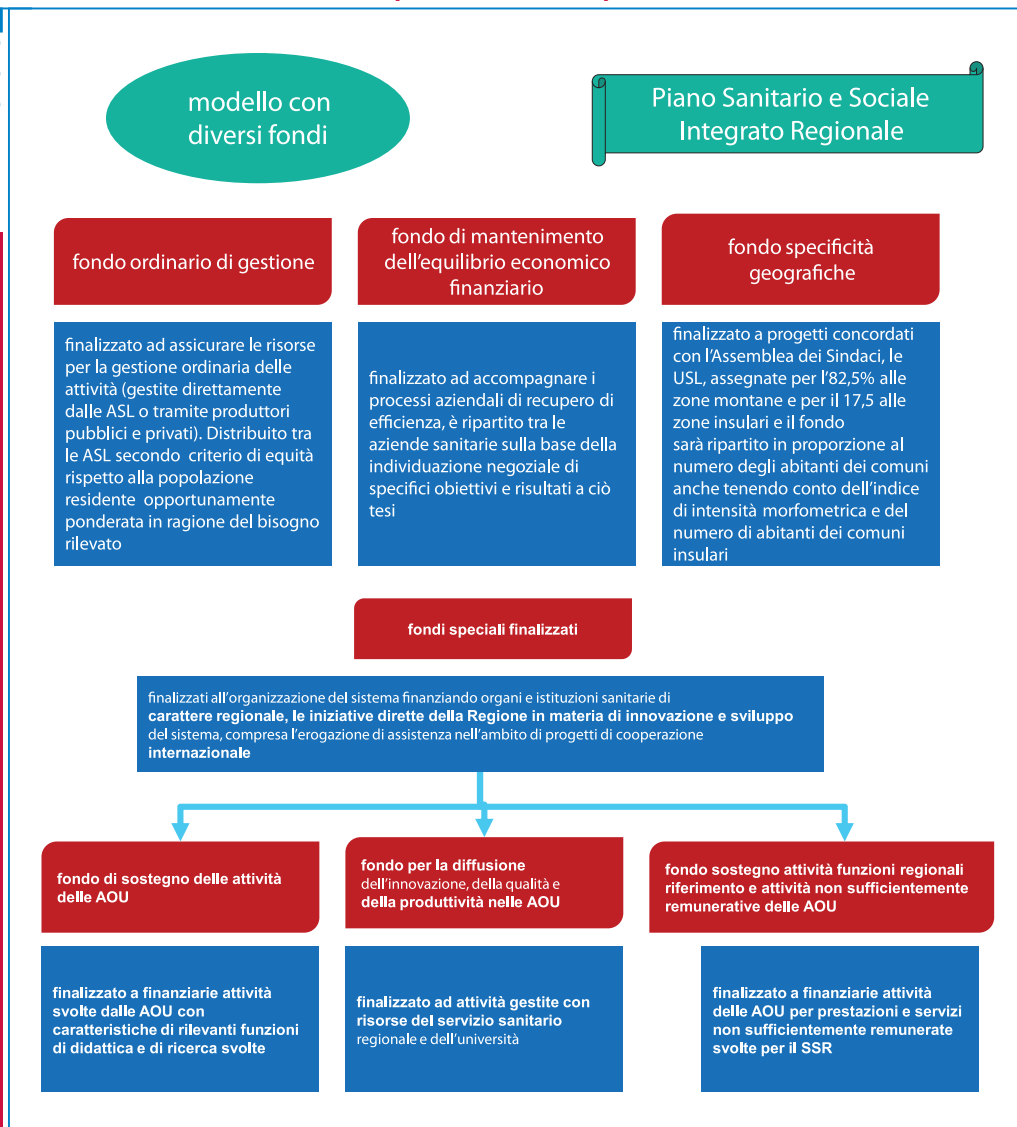 modello con
diversi fondi
Piano Sanitario e Sociale
Integrato Regionale
fondo ordinario di gestione
fondo di mantenimento
dell'equilibrio economico
finanziario
fondo specificità
geografiche
finalizzato ad assicurare le risorse
per la gestione ordinaria delle
attività (gestite direttamente
dalle ASL o tramite produttori
pubblici e privati). Distribuito tra
le ASL secondo criterio di equità
rispetto alla popolazione
residente opportunamente
ponderata in ragione del bisogno
rilevato
finalizzato ad accompagnare i
processi aziendali di recupero di
efficienza, è ripartito tra le
aziende sanitarie sulla base della
individuazione negoziale di
specifici obiettivi e risultati a ciò
tesi
finalizzato a progetti concordati
con l'Assemblea dei Sindaci, le
USL, assegnate per l'82,5% alle
zone montane e per il 17,5 alle
zone insulari e il fondo
sarà ripartito in proporzione al
numero degli abitanti dei comuni
anche tenendo conto dell'indice
di intensità morfometrica e del
numero di abitanti dei comuni
insulari
fondi speciali finalizzati
finalizzati all'organizzazione del sistema finanziando organi e istituzioni sanitarie di
carattere regionale, le iniziative dirette della Regione in materia di innovazione e sviluppo
del sistema, compresa l'erogazione di assistenza nell'ambito di progetti di cooperazione
internazionale
fondo di sostegno delle attività
delle AOU
fondo per la diffusione
dell'innovazione, della qualità e
della produttività nelle AOU
fondo sostegno attività funzioni regionali
riferimento e attività non sufficientemente
remunerative delle AOU
finalizzato a finanziarie attività
svolte dalle AOU con
caratteristiche di rilevanti funzioni
di didattica e di ricerca svolte
finalizzato ad attività gestite con
risorse del servizio sanitario
regionale e dell'università
finalizzato a finanziarie attività
delle AOU per prestazioni e servizi
non sufficientemente remunerate
svolte per il SSR